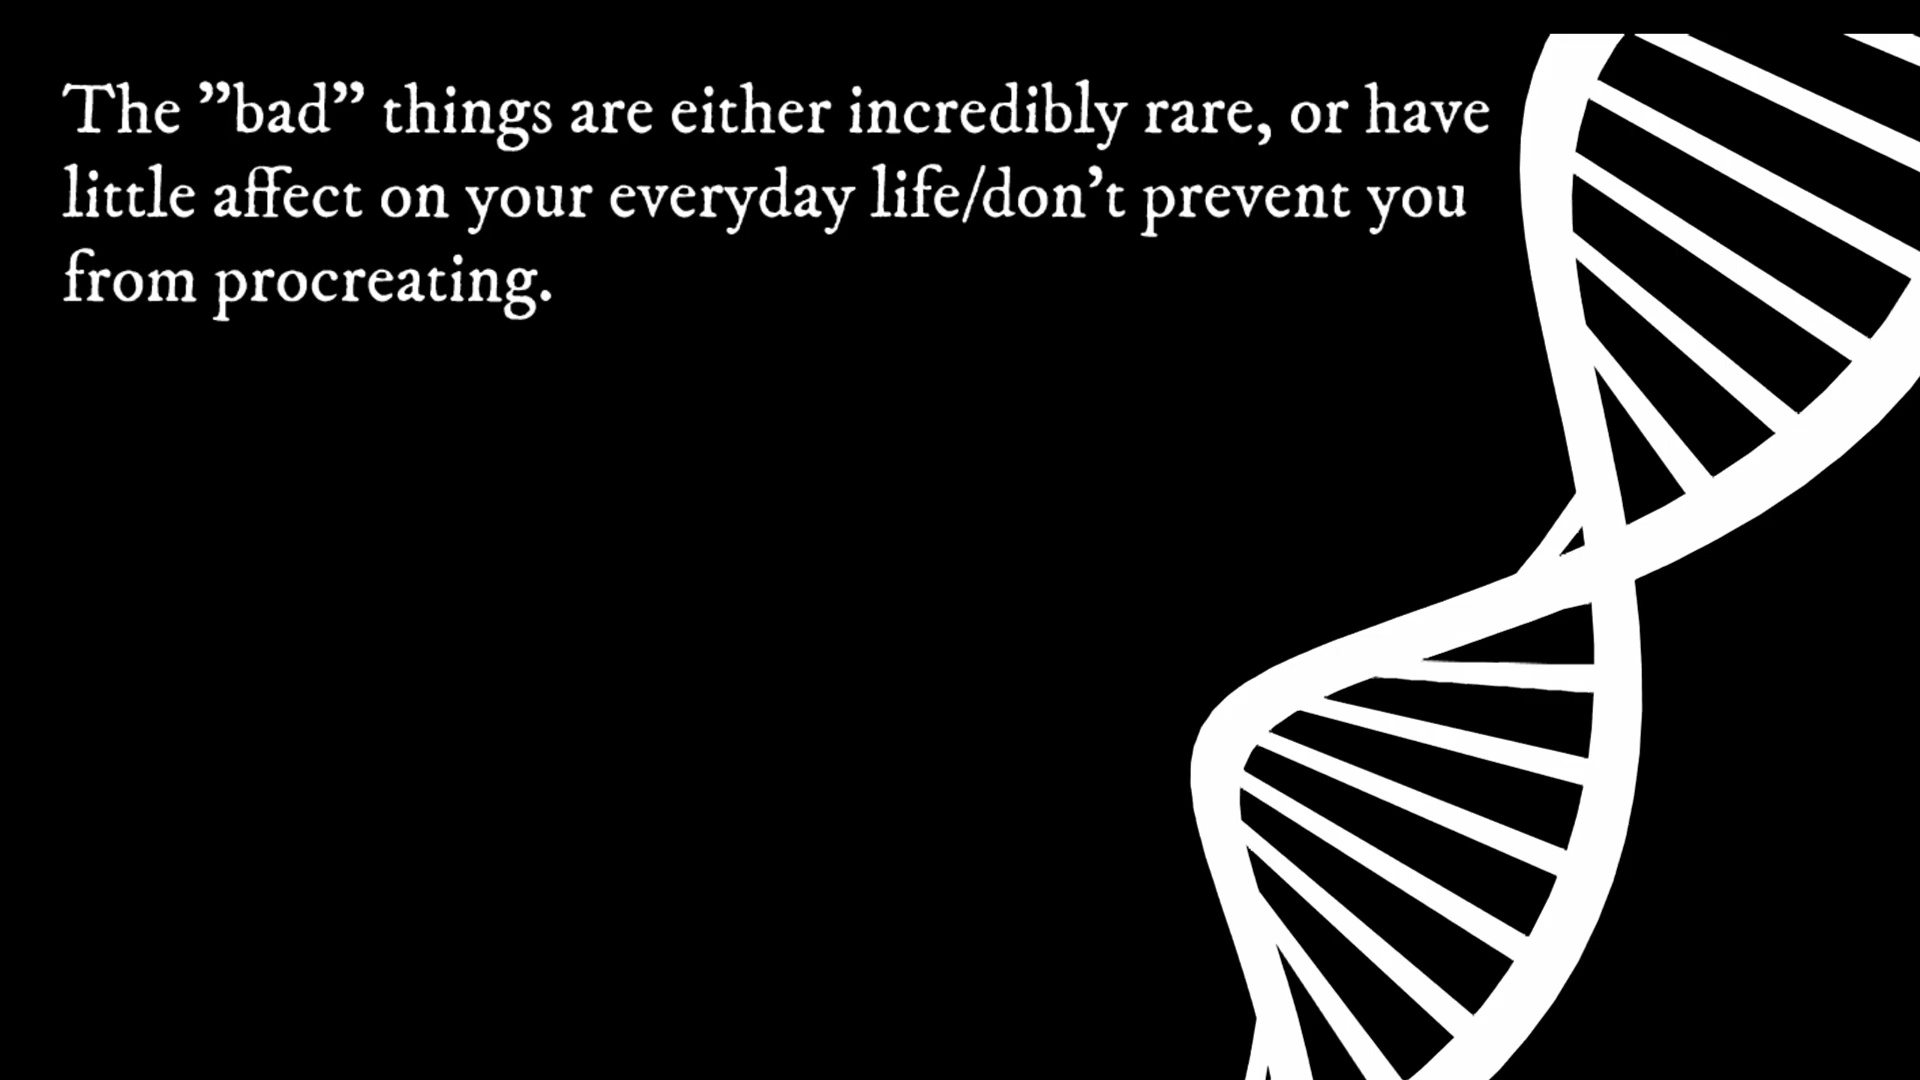 The ”bad” things are either incredibly rare, or have
little affect on your everyday life/don’t prevent you
from procreating.